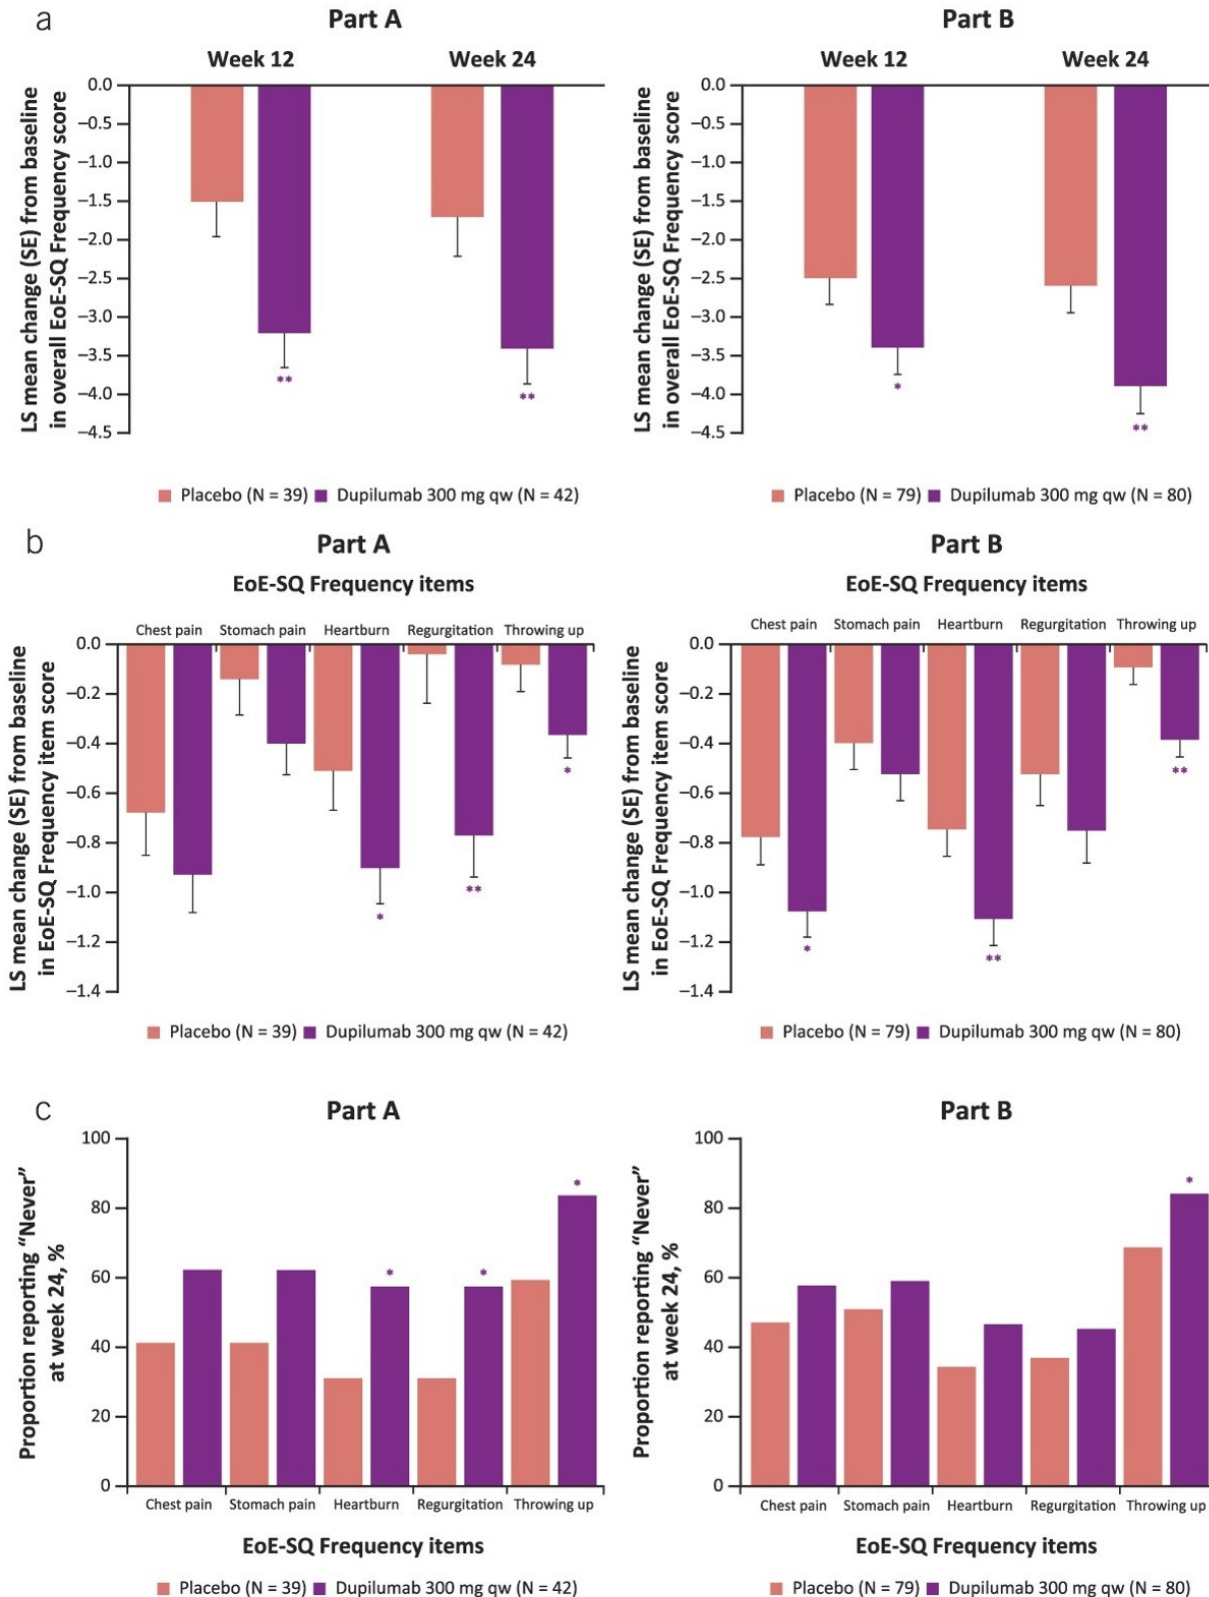 a
Part A
Part B
Week 12
Week 24
Week 12
Week 24
LS mean change (SE) from baseline
in overall EoE-SQ Frequency score
0.0
−0.5
−1.0
−1.5
−2.0
−2.5
−3.0
−3.5
−4.0
−4.5
**
**
Placebo (N = 39) Dupilumab 300 mg qw (N = 42)
LS mean change (SE) from baseline
in overall EoE-SQ Frequency score
0.0
−0.5
−1.0
−1.5
−2.0
−2.5
−3.0
−3.5
−4.0
−4.5
*
**
Placebo (N = 79) Dupilumab 300 mg qw (N = 80)
b
Part A
EoE-SQ Frequency items
Chest pain Stomach pain Heartburn Regurgitation Throwing up
LS mean change (SE) from baseline
in EoE-SQ Frequency item score
0.0
−0.2
−0.4
−0.6
−0.8
−1.0
−1.2
−1.4
*
**
*
Placebo (N = 39) Dupilumab 300 mg qw (N = 42)
Part B
EoE-SQ Frequency items
Chest pain Stomach pain Heartburn Regurgitation Throwing up
LS mean change (SE) from baseline
in EoE-SQ Frequency item score
0.0
−0.2
−0.4
−0.6
−0.8
−1.0
−1.2
−1.4
*
**
**
Placebo (N = 79) Dupilumab 300 mg qw (N = 80)
c
Part A
Proportion reporting “Never”
at week 24, %
100
80
60
40
20
0
*
*
*
Chest pain Stomach pain Heartburn Regurgitation Throwing up
EoE-SQ Frequency items
Placebo (N = 39) Dupilumab 300 mg qw (N = 42)
Part B
Proportion reporting “Never”
at week 24, %
100
80
60
40
20
0
*
Chest pain Stomach pain Heartburn Regurgitation Throwing up
EoE-SQ Frequency items
Placebo (N = 79) Dupilumab 300 mg qw (N = 80)